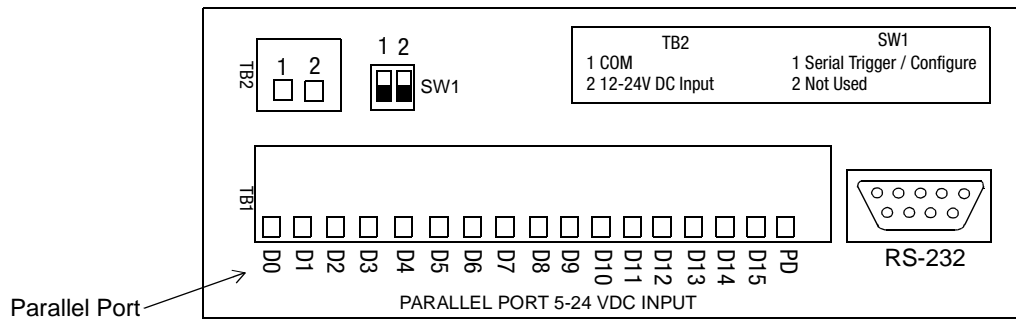 TB2
1 2
1 2
SW1
TB2
1 COM
2 12-24V DC Input
SW1
1 Serial Trigger / Configure
2 Not Used
TB1
D0 D1 D2 D3 D4 D5 D6 D7 D8 D9 D10 D11 D12 D13 D14 D15 PD
RS-232
Parallel Port
PARALLEL PORT 5-24 VDC INPUT